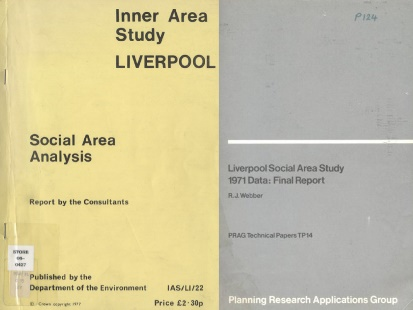 Inner Area
Study
LIVERPOOL
Social Area
Analysis
Report by the Consultants
STORE
Published by the
Department of the Environment IAS/LI/22
© Crown copyright 1977 Price £2·30p
P124
Liverpool Social Area Study
1971 Data: Final Report
R.J. Webber
PRAG Technical Papers TP14
Planning Research Applications Group